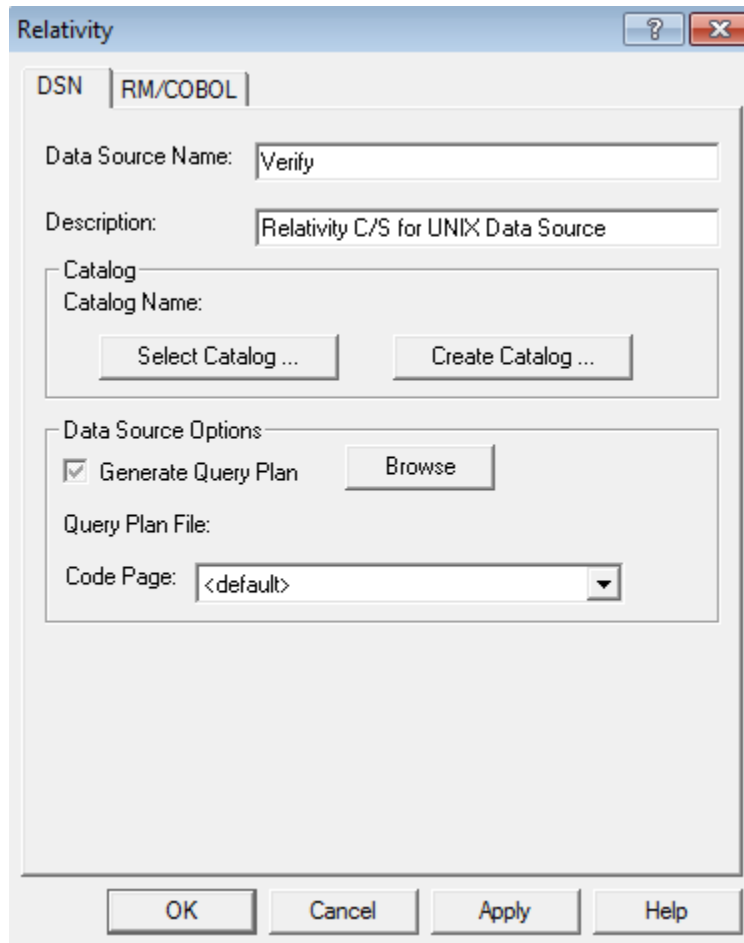 Relativity
DSN RM/COBOL
Data Source Name: Verify
Description: Relativity C/S for UNIX Data Source
Catalog
Catalog Name:
Select Catalog ... Create Catalog ...
Data Source Options
Generate Query Plan Browse
Query Plan File:
Code Page: <default>
OK Cancel Apply Help